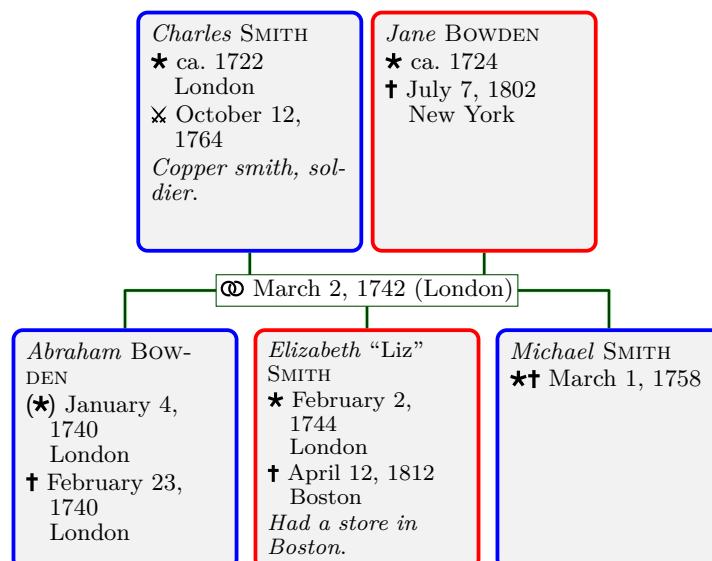 Charles SMITH
* ca. 1722
London
⚔ October 12,
1764
Copper smith, sol-
dier.
Jane BOWDEN
* ca. 1724
† July 7, 1802
New York
⚭ March 2, 1742 (London)
Abraham BOW-
DEN
(*) January 4,
1740
London
† February 23,
1740
London
Elizabeth “Liz”
SMITH
* February 2,
1744
London
† April 12, 1812
Boston
Had a store in
Boston.
Michael SMITH
*† March 1, 1758